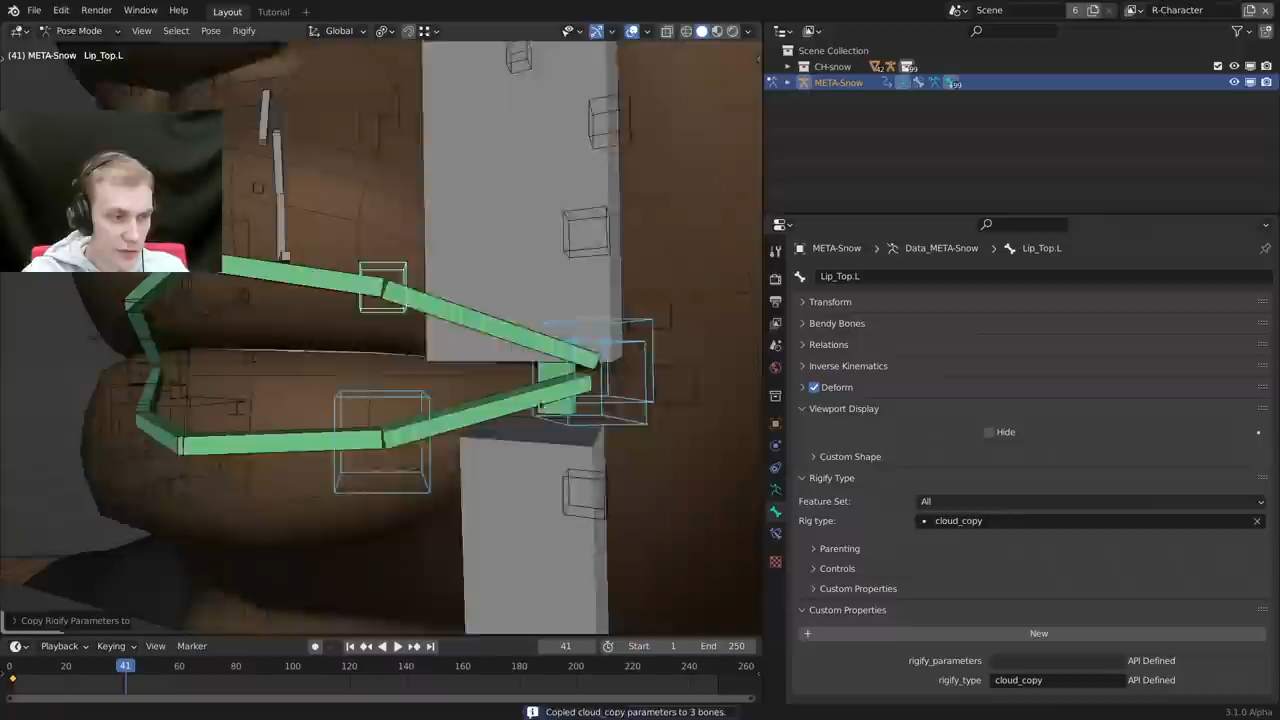 File Edit Render Window Help Layout Tutorial Scene 6 R-Character
Pose Mode View Select Pose Rigify Global
(41) META-Snow Lip_Top.L
Scene Collection
CH-snow 42 99
META-Snow 99
META-Snow Data_META-Snow Lip_Top.L
Lip_Top.L
Transform
Bendy Bones
Relations
Inverse Kinematics
Deform
Viewport Display
Hide
Custom Shape
Rigify Type
Feature Set: All
Rig type: cloud_copy
Parenting
Controls
Custom Properties
Custom Properties
New
rigify_parameters API Defined
rigify_type cloud_copy API Defined
Copy Rigify Parameters to
Playback Keying View Marker 41 Start 1 End 250
0 20 41 60 80 100 120 140 160 180 200 220 240 260
Copied cloud_copy parameters to 3 bones.
3.1.0 Alpha